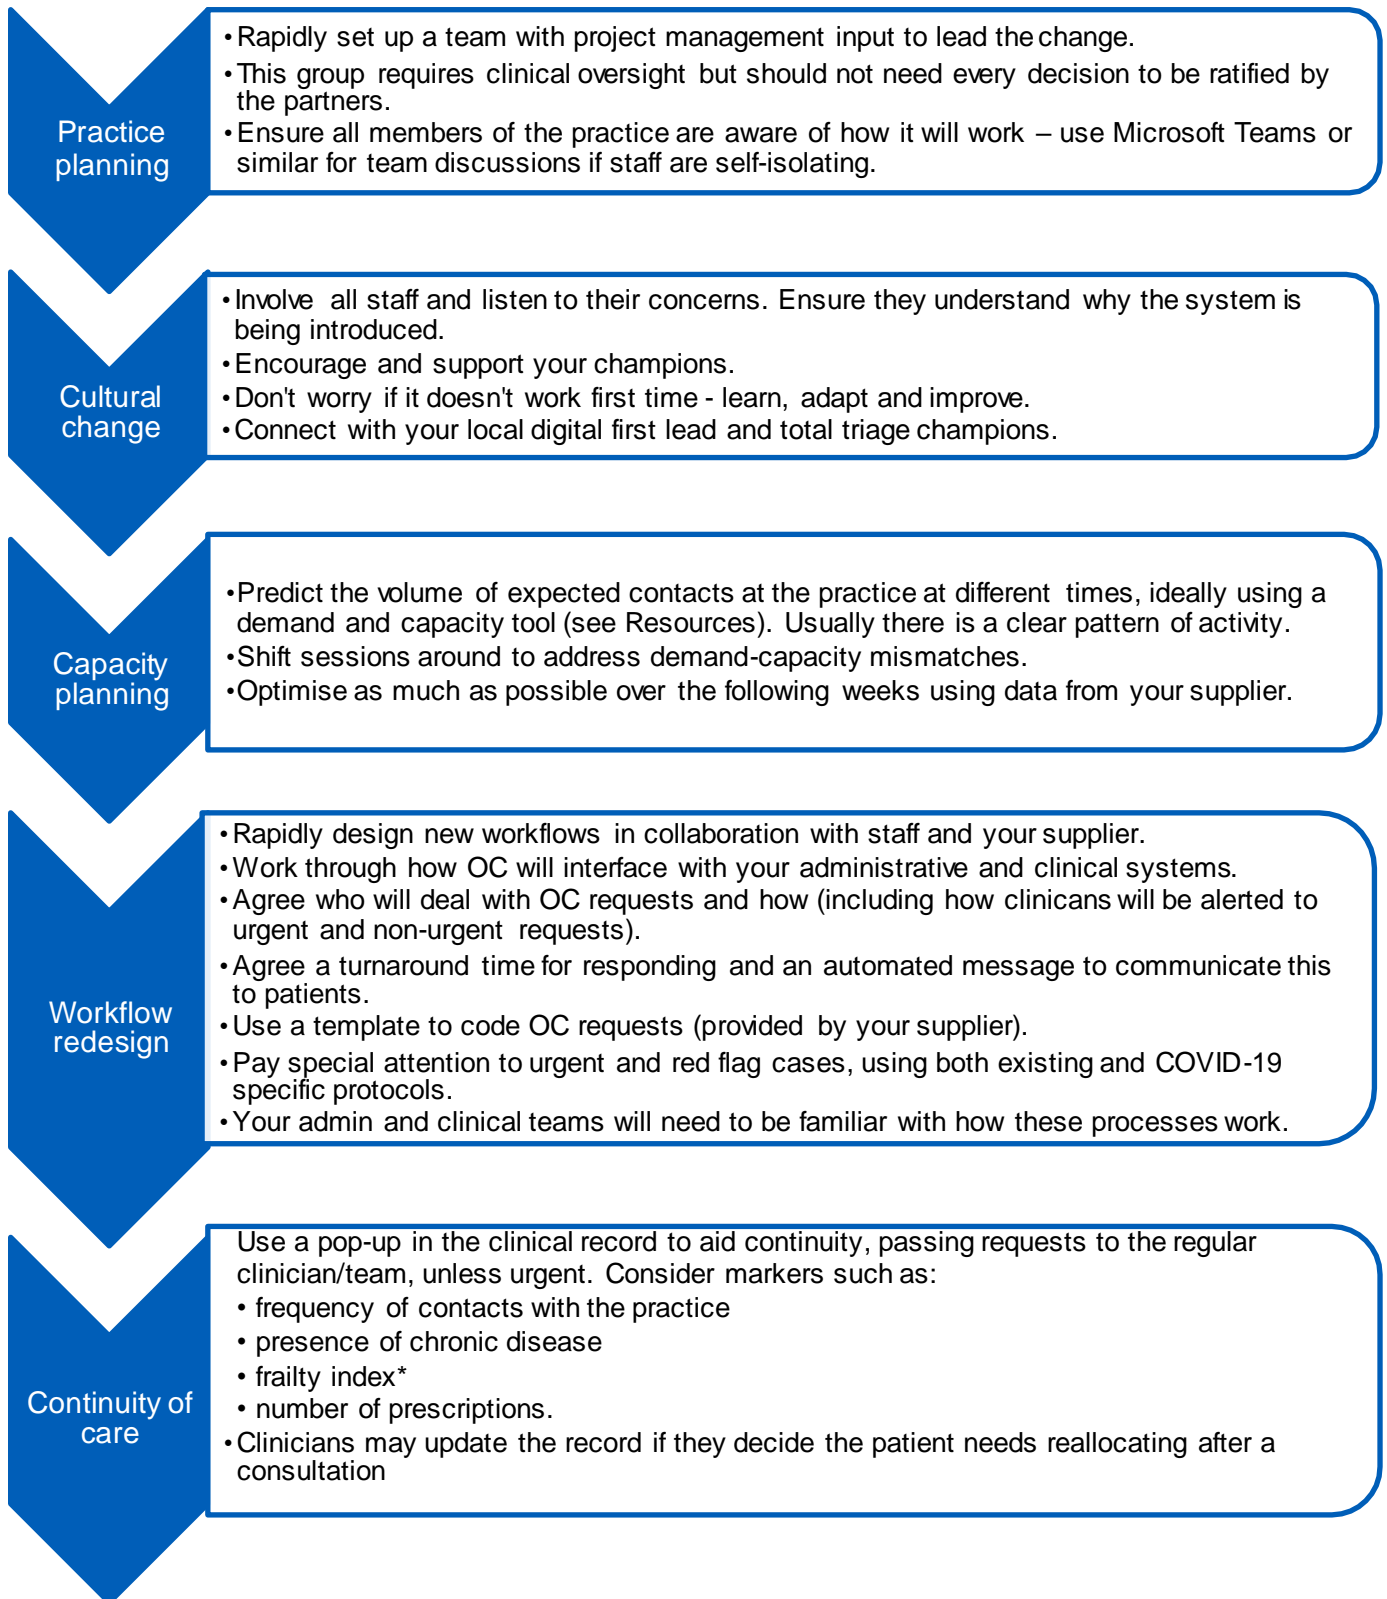 Practice
planning
• Rapidly set up a team with project management input to lead the change.
• This group requires clinical oversight but should not need every decision to be ratified by
the partners.
• Ensure all members of the practice are aware of how it will work – use Microsoft Teams or
similar for team discussions if staff are self-isolating.
Cultural
change
• Involve all staff and listen to their concerns. Ensure they understand why the system is
being introduced.
• Encourage and support your champions.
• Don't worry if it doesn't work first time - learn, adapt and improve.
• Connect with your local digital first lead and total triage champions.
Capacity
planning
• Predict the volume of expected contacts at the practice at different times, ideally using a
demand and capacity tool (see Resources). Usually there is a clear pattern of activity.
• Shift sessions around to address demand-capacity mismatches.
• Optimise as much as possible over the following weeks using data from your supplier.
Workflow
redesign
• Rapidly design new workflows in collaboration with staff and your supplier.
• Work through how OC will interface with your administrative and clinical systems.
• Agree who will deal with OC requests and how (including how clinicans will be alerted to
urgent and non-urgent requests).
• Agree a turnaround time for responding and an automated message to communicate this
to patients.
• Use a template to code OC requests (provided by your supplier).
• Pay special attention to urgent and red flag cases, using both existing and COVID-19
specific protocols.
• Your admin and clinical teams will need to be familiar with how these processes work.
Continuity of
care
Use a pop-up in the clinical record to aid continuity, passing requests to the regular
clinician/team, unless urgent. Consider markers such as:
• frequency of contacts with the practice
• presence of chronic disease
• frailty index*
• number of prescriptions.
• Clinicians may update the record if they decide the patient needs reallocating after a
consultation